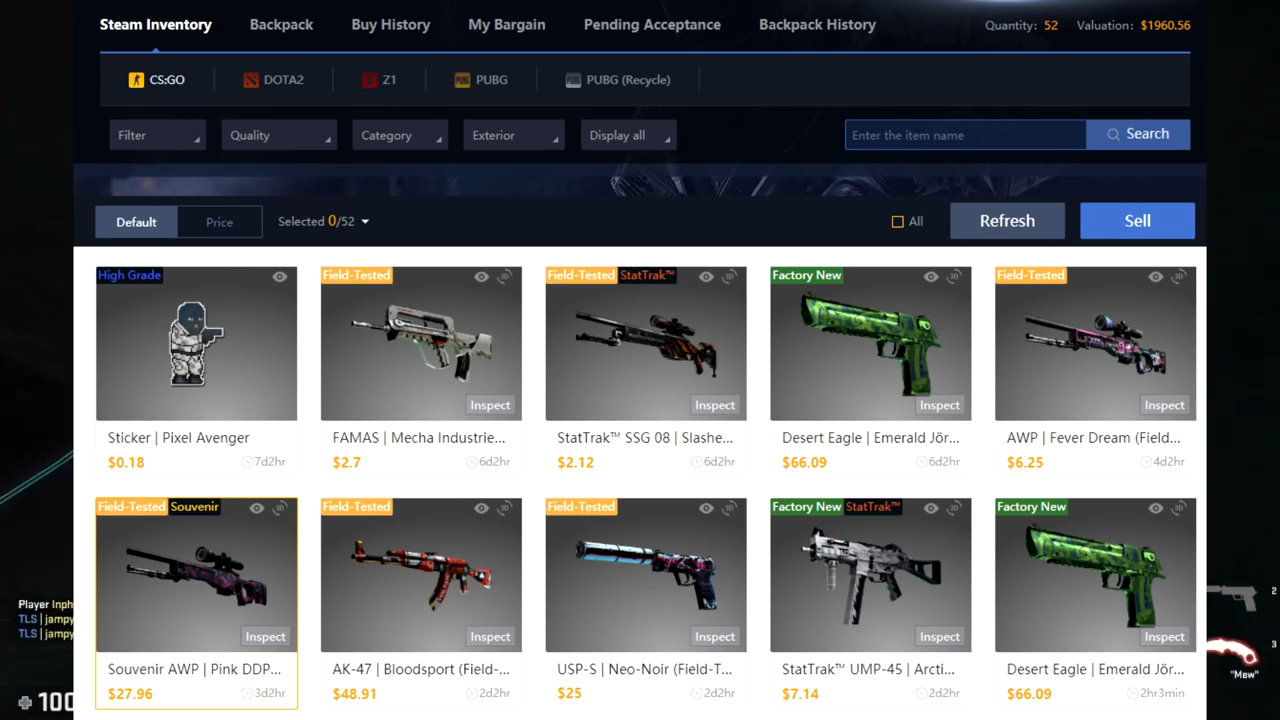 Steam Inventory Backpack Buy History My Bargain Pending Acceptance Backpack History Quantity: 52 Valuation: $1960.56
CS:GO DOTA2 Z1 PUBG PUBG (Recycle)
Filter Quality Category Exterior Display all Enter the item name Search
Default Price Selected 0/52 All Refresh Sell
High Grade Field-Tested Field-Tested StatTrak™ Factory New Field-Tested
Inspect Inspect Inspect Inspect
Sticker | Pixel Avenger FAMAS | Mecha Industrie... StatTrak™ SSG 08 | Slashe... Desert Eagle | Emerald Jör... AWP | Fever Dream (Field...
$0.18 7d2hr $2.7 6d2hr $2.12 6d2hr $66.09 6d2hr $6.25 4d2hr
Field-Tested Souvenir Field-Tested Field-Tested Factory New StatTrak™ Factory New
Player Inph
TLS | jampy
TLS | jampy
Inspect Inspect Inspect Inspect Inspect
Souvenir AWP | Pink DDP... AK-47 | Bloodsport (Field-... USP-S | Neo-Noir (Field-T... StatTrak™ UMP-45 | Arcti... Desert Eagle | Emerald Jör...
$27.96 3d2hr $48.91 2d2hr $25 2d2hr $7.14 2d2hr $66.09 2hr3min
100
2
3
"Mew"